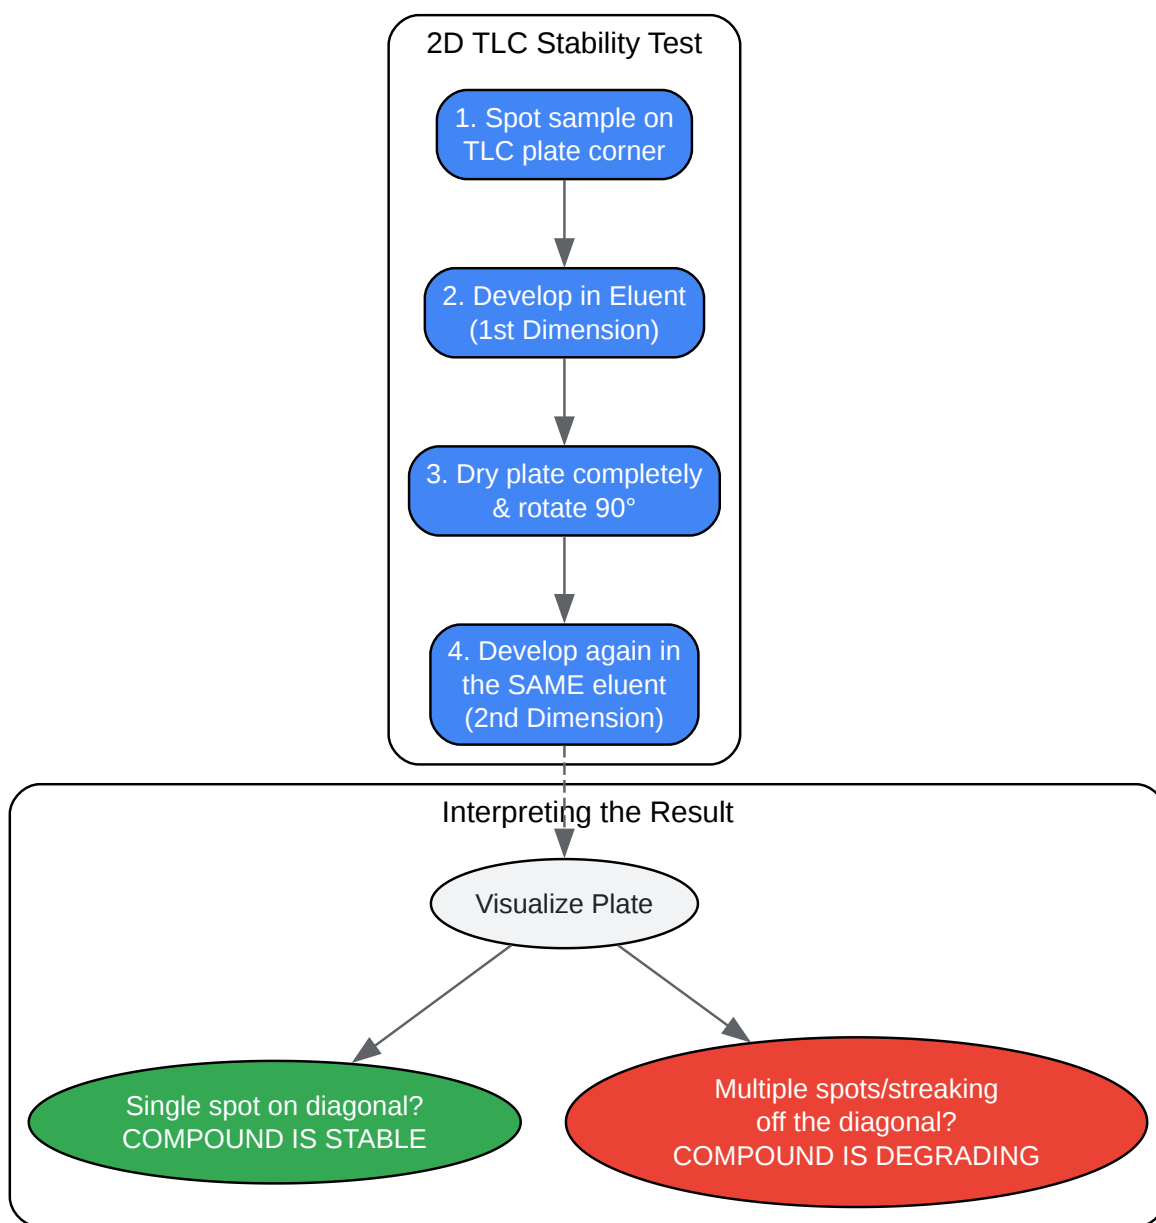 2D TLC Stability Test
1. Spot sample on
TLC plate corner
2. Develop in Eluent
(1st Dimension)
3. Dry plate completely
& rotate 90°
4. Develop again in
the SAME eluent
(2nd Dimension)
Interpreting the Result
Visualize Plate
Single spot on diagonal?
COMPOUND IS STABLE
Multiple spots/streaking
off the diagonal?
COMPOUND IS DEGRADING